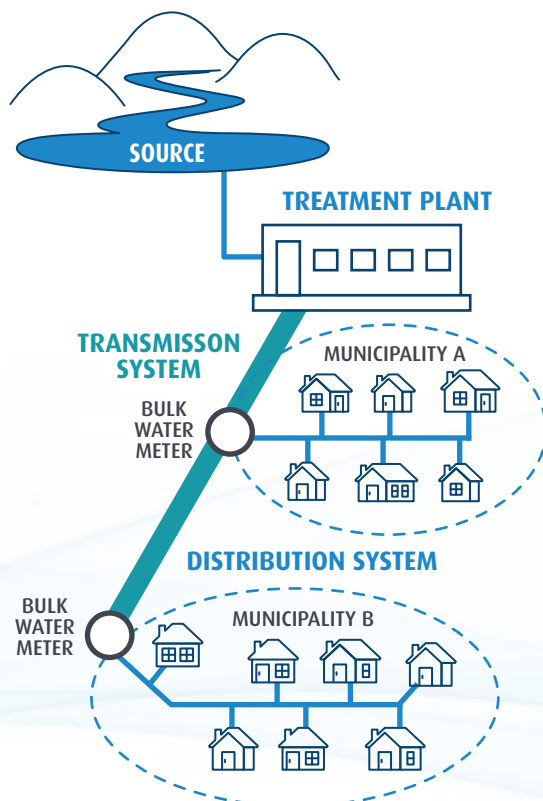 SOURCE
TREATMENT PLANT
TRANSMISSON
SYSTEM
MUNICIPALITY A
BULK
WATER
METER
DISTRIBUTION SYSTEM
BULK
WATER
METER
MUNICIPALITY B